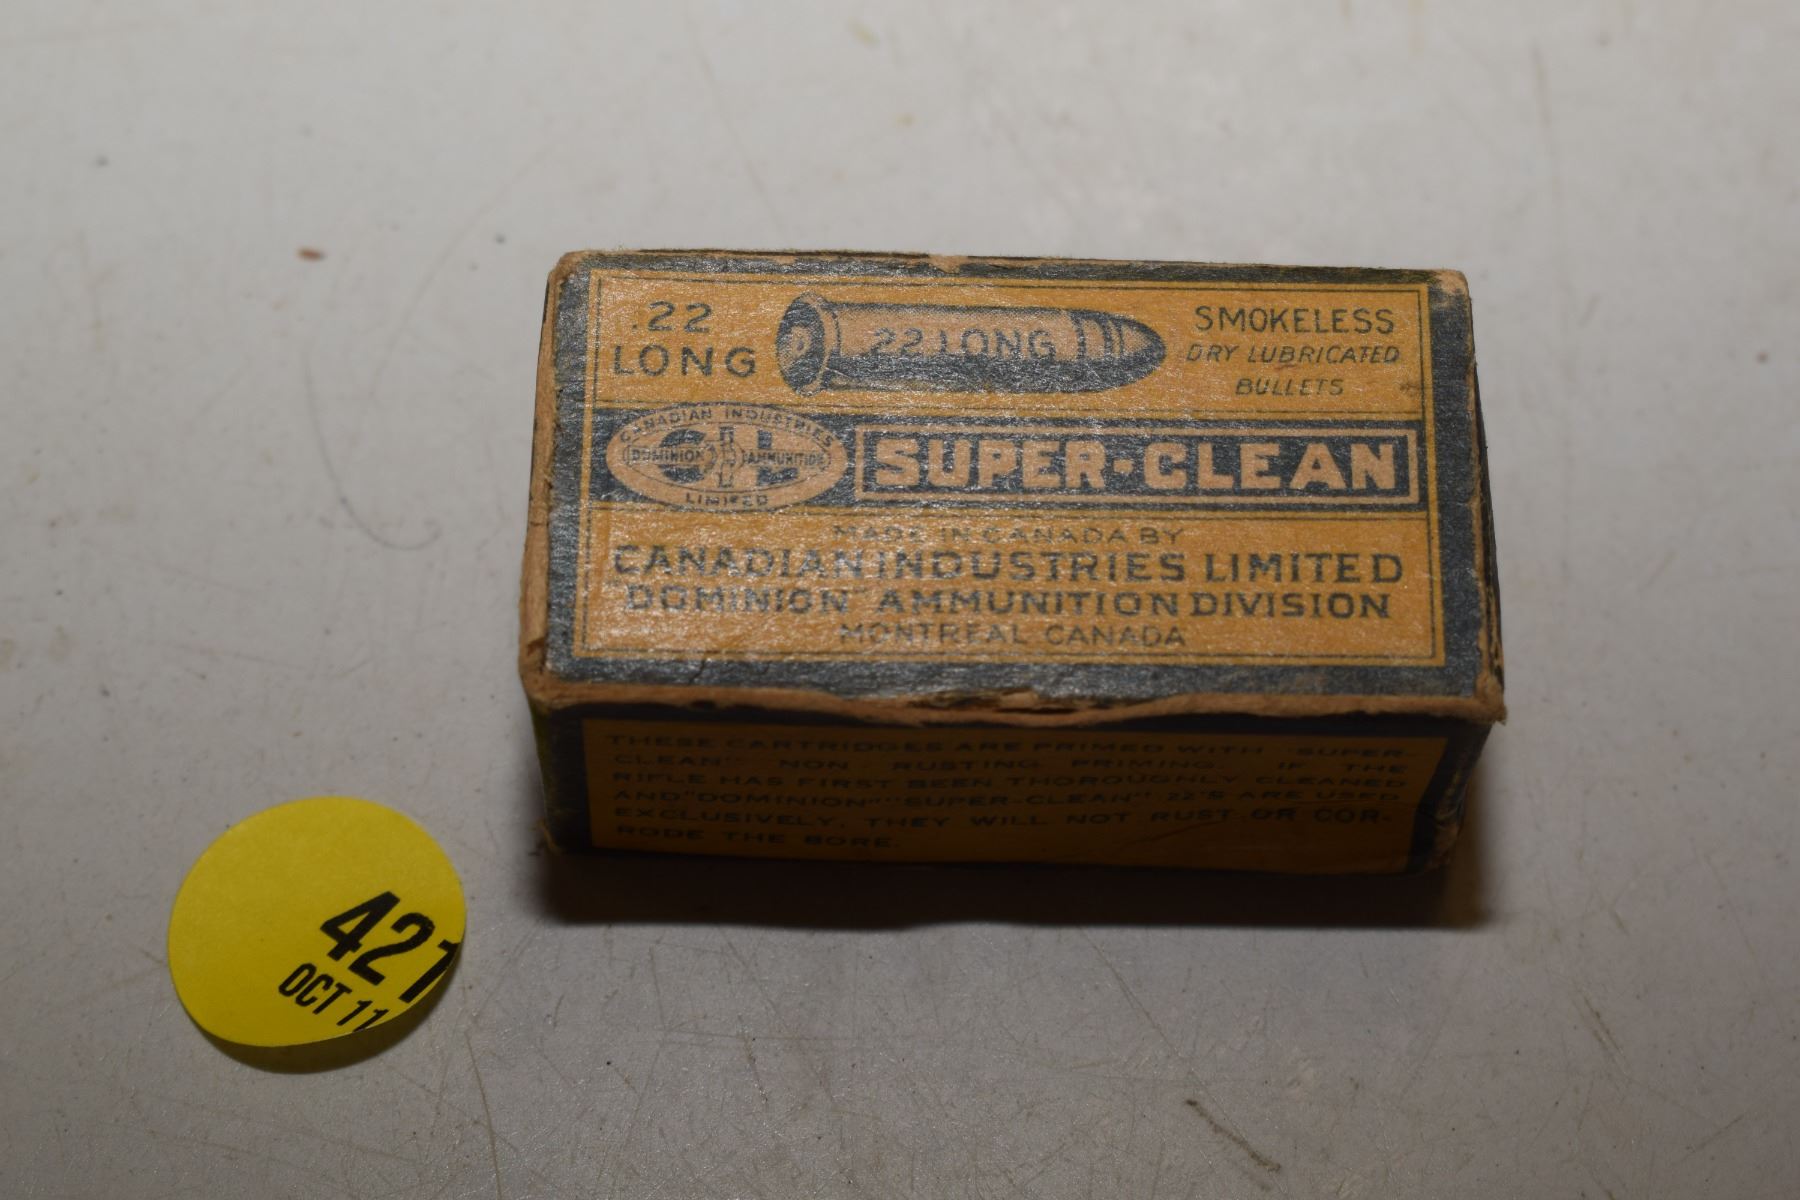 .22
LONG
22 LONG
D
SMOKELESS
DRY LUBRICATED
BULLETS
CANADIAN INDUSTRIES
DOMINION AMMUNITION
LIMITED
SUPER-CLEAN
MADE IN CANADA BY
CANADIAN INDUSTRIES LIMITED
"DOMINION" AMMUNITION DIVISION
MONTREAL CANADA
THESE CARTRIDGES ARE PRIMED WITH "SUPER-
CLEAN" NON RUSTING PRIMING. IF THE
RIFLE HAS FIRST BEEN THOROUGHLY CLEANED
AND "DOMINION" "SUPER-CLEAN" .22'S ARE USED
EXCLUSIVELY, THEY WILL NOT RUST OR COR-
RODE THE BORE.
421
OCT 11